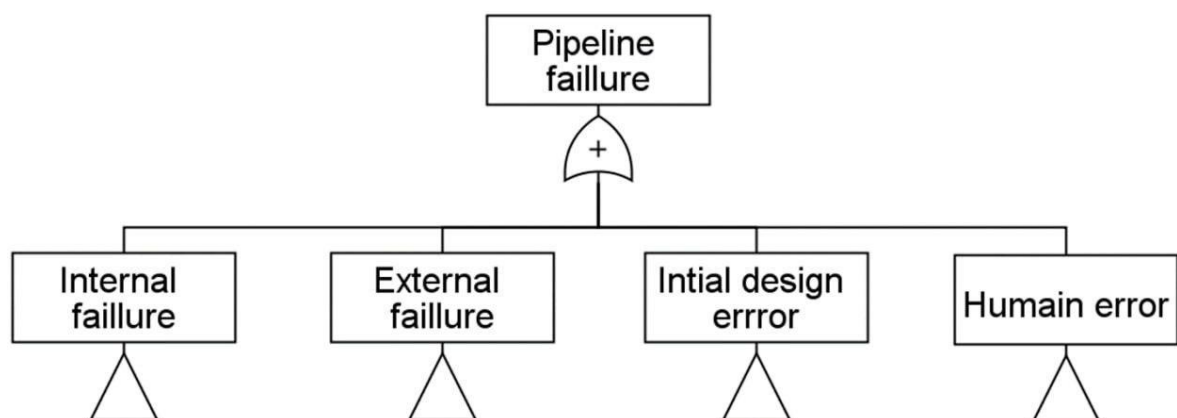 Pipeline
faillure
+
Internal
faillure
External
faillure
Intial design
errror
Humain error